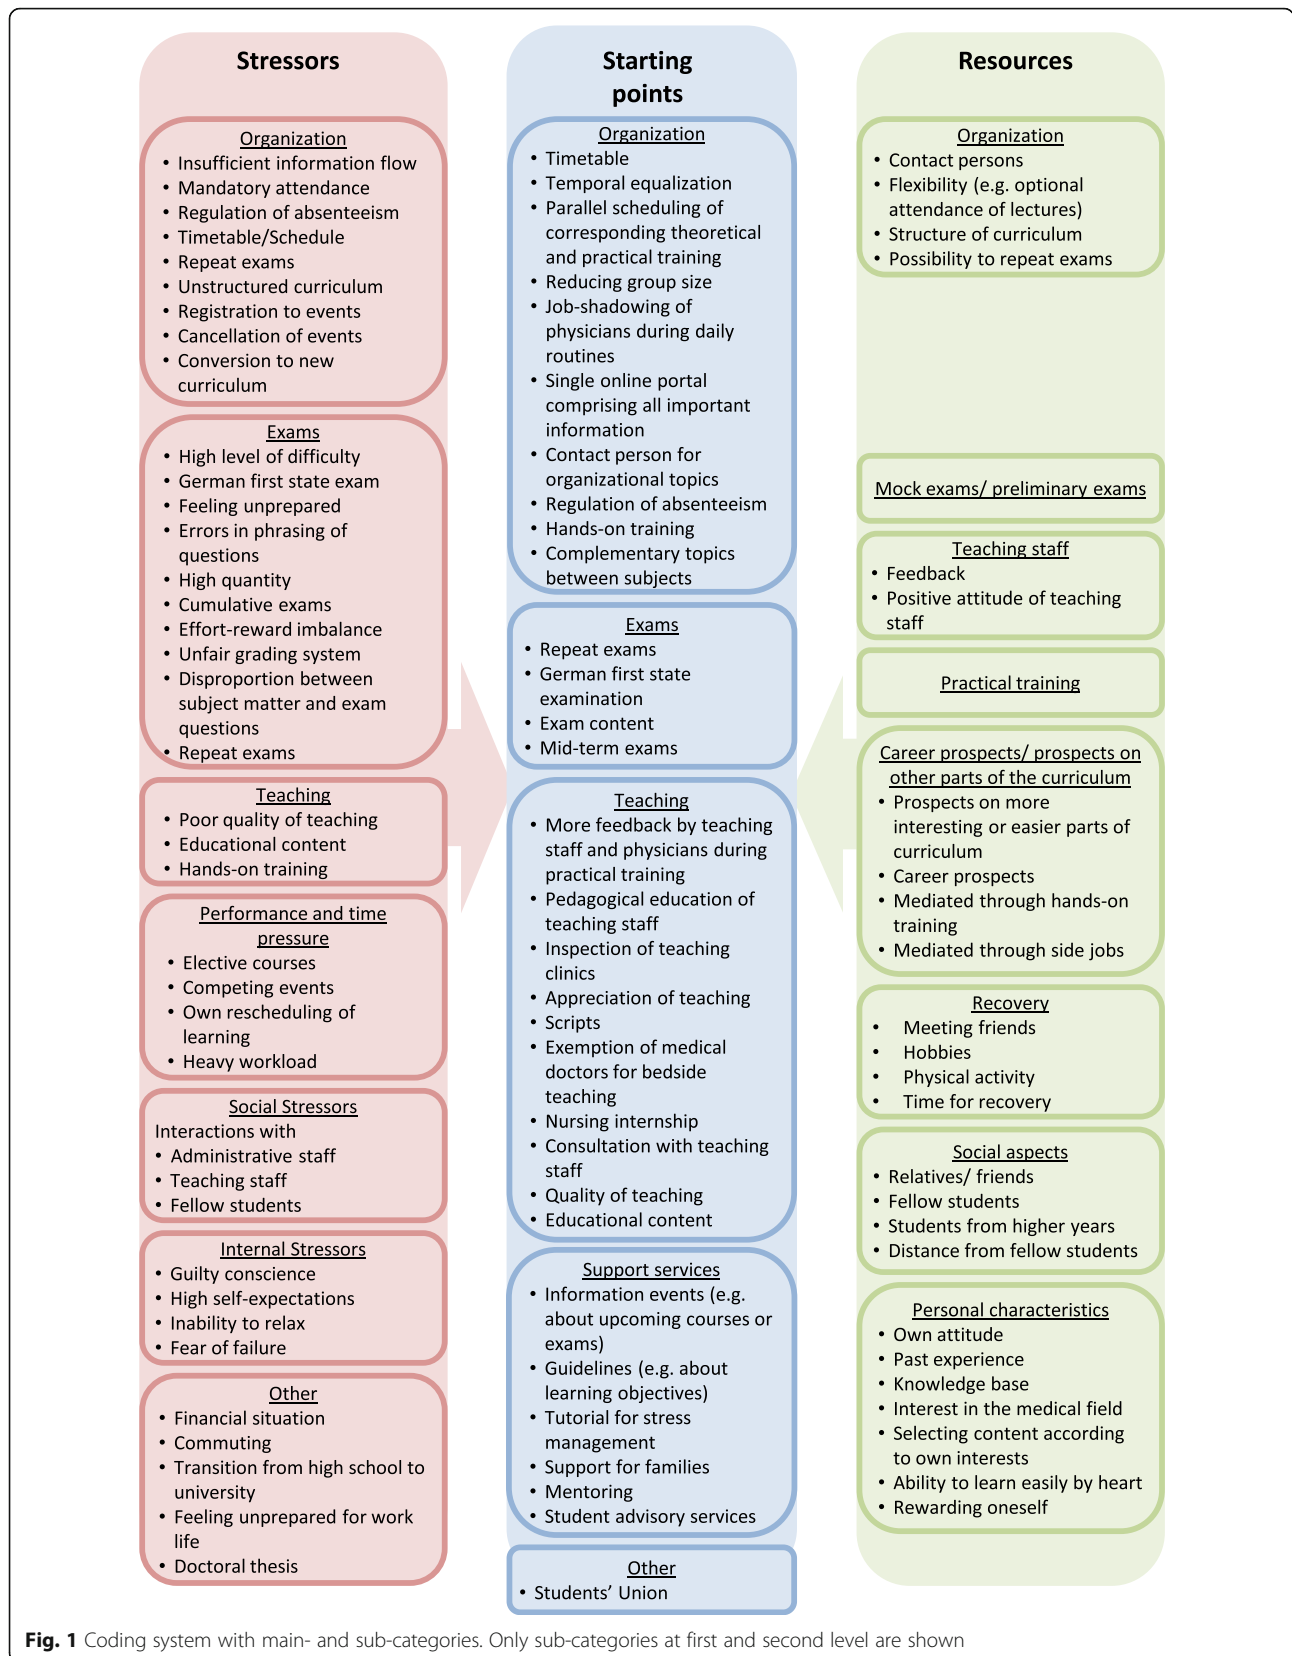 Stressors
Organization
• Insufficient information flow
• Mandatory attendance
• Regulation of absenteeism
• Timetable/Schedule
• Repeat exams
• Unstructured curriculum
• Registration to events
• Cancellation of events
• Conversion to new
curriculum
Exams
• High level of difficulty
• German first state exam
• Feeling unprepared
• Errors in phrasing of
questions
• High quantity
• Cumulative exams
• Effort-reward imbalance
• Unfair grading system
• Disproportion between
subject matter and exam
questions
• Repeat exams
Teaching
• Poor quality of teaching
• Educational content
• Hands-on training
Performance and time
pressure
• Elective courses
• Competing events
• Own rescheduling of
learning
• Heavy workload
Social Stressors
Interactions with
• Administrative staff
• Teaching staff
• Fellow students
Internal Stressors
• Guilty conscience
• High self-expectations
• Inability to relax
• Fear of failure
Other
• Financial situation
• Commuting
• Transition from high school to
university
• Feeling unprepared for work
life
• Doctoral thesis
Starting
points
Organization
• Timetable
• Temporal equalization
• Parallel scheduling of
corresponding theoretical
and practical training
• Reducing group size
• Job-shadowing of
physicians during daily
routines
• Single online portal
comprising all important
information
• Contact person for
organizational topics
• Regulation of absenteeism
• Hands-on training
• Complementary topics
between subjects
Exams
• Repeat exams
• German first state
examination
• Exam content
• Mid-term exams
Teaching
• More feedback by teaching
staff and physicians during
practical training
• Pedagogical education of
teaching staff
• Inspection of teaching
clinics
• Appreciation of teaching
• Scripts
• Exemption of medical
doctors for bedside
teaching
• Nursing internship
• Consultation with teaching
staff
• Quality of teaching
• Educational content
Support services
• Information events (e.g.
about upcoming courses or
exams)
• Guidelines (e.g. about
learning objectives)
• Tutorial for stress
management
• Support for families
• Mentoring
• Student advisory services
Other
• Students’ Union
Resources
Organization
• Contact persons
• Flexibility (e.g. optional
attendance of lectures)
• Structure of curriculum
• Possibility to repeat exams
Mock exams/ preliminary exams
Teaching staff
• Feedback
• Positive attitude of teaching
staff
Practical training
Career prospects/ prospects on
other parts of the curriculum
• Prospects on more
interesting or easier parts of
curriculum
• Career prospects
• Mediated through hands-on
training
• Mediated through side jobs
Recovery
• Meeting friends
• Hobbies
• Physical activity
• Time for recovery
Social aspects
• Relatives/ friends
• Fellow students
• Students from higher years
• Distance from fellow students
Personal characteristics
• Own attitude
• Past experience
• Knowledge base
• Interest in the medical field
• Selecting content according
to own interests
• Ability to learn easily by heart
• Rewarding oneself
Fig. 1 Coding system with main- and sub-categories. Only sub-categories at first and second level are shown